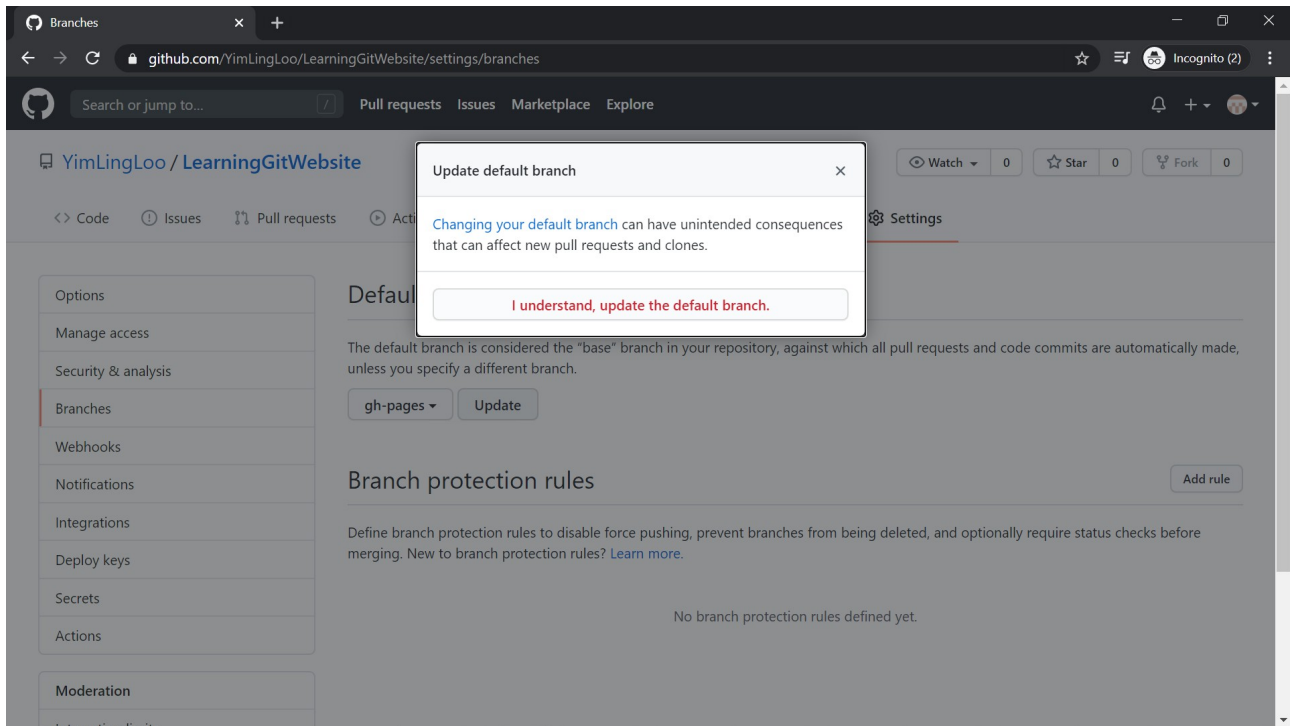 Branches
github.com/YimLingLoo/LearningGitWebsite/settings/branches
Incognito (2)
Search or jump to...
/
Pull requests Issues Marketplace Explore
YimLingLoo / LearningGitWebsite
Watch 0 Star 0 Fork 0
<> Code Issues Pull requests Acti Settings
Update default branch
Changing your default branch can have unintended consequences
that can affect new pull requests and clones.
I understand, update the default branch.
Options
Manage access
Security & analysis
Branches
Webhooks
Notifications
Integrations
Deploy keys
Secrets
Actions
Moderation
Defaul
The default branch is considered the “base” branch in your repository, against which all pull requests and code commits are automatically made,
unless you specify a different branch.
gh-pages Update
Branch protection rules
Add rule
Define branch protection rules to disable force pushing, prevent branches from being deleted, and optionally require status checks before
merging. New to branch protection rules? Learn more.
No branch protection rules defined yet.